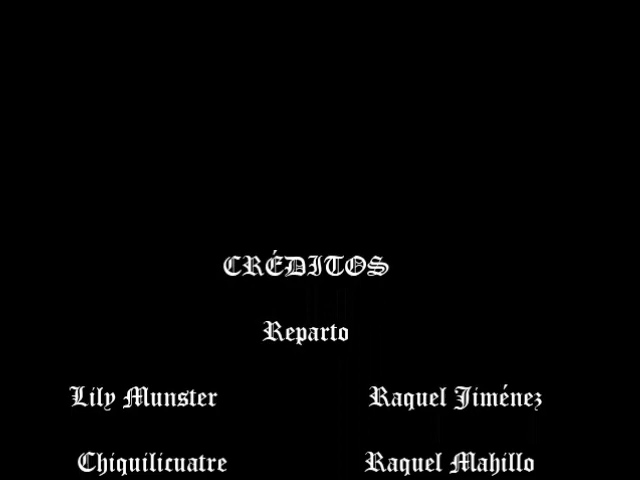 CRÉDITOS
Reparto
Lily Munster Raquel Jiménez
Chiquilicuatre Raquel Mahillo